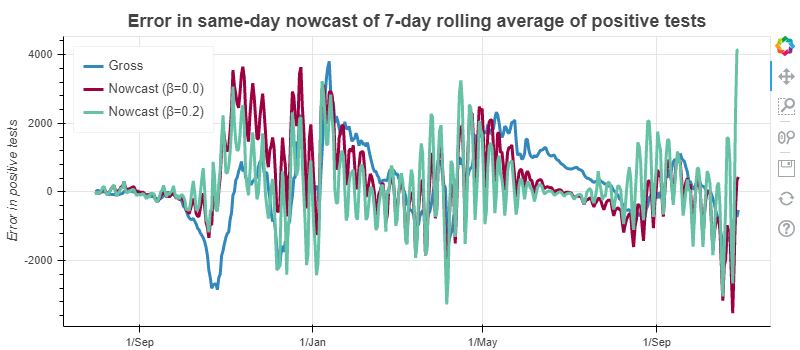 Error in same-day nowcast of 7-day rolling average of positive tests
Gross
Nowcast (β=0.0)
Nowcast (β=0.2)
Error in positive tests
4000
2000
0
-2000
1/Sep
1/Jan
1/May
1/Sep